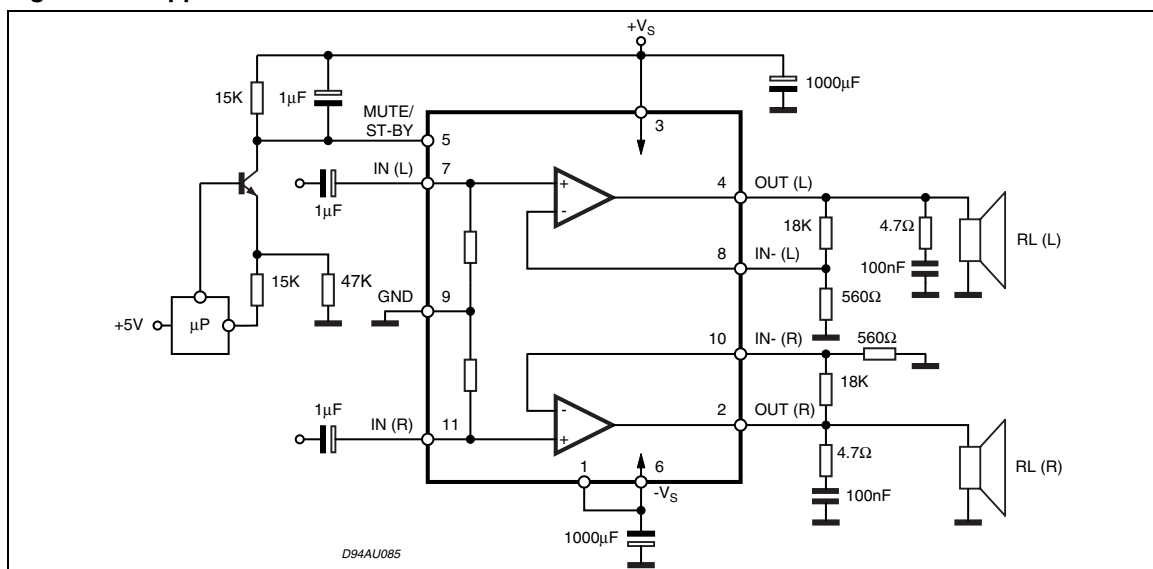 +VS
15K
1µF
1000µF
MUTE/
ST-BY
5
3
IN (L)
7
1µF
+
-
4
OUT (L)
18K
4.7Ω
RL (L)
8
IN- (L)
100nF
15K
47K
GND
9
560Ω
+5V
µP
10
IN- (R)
560Ω
18K
1µF
IN (R)
11
-
+
2
OUT (R)
4.7Ω
RL (R)
1
6
-VS
100nF
1000µF
D94AU085